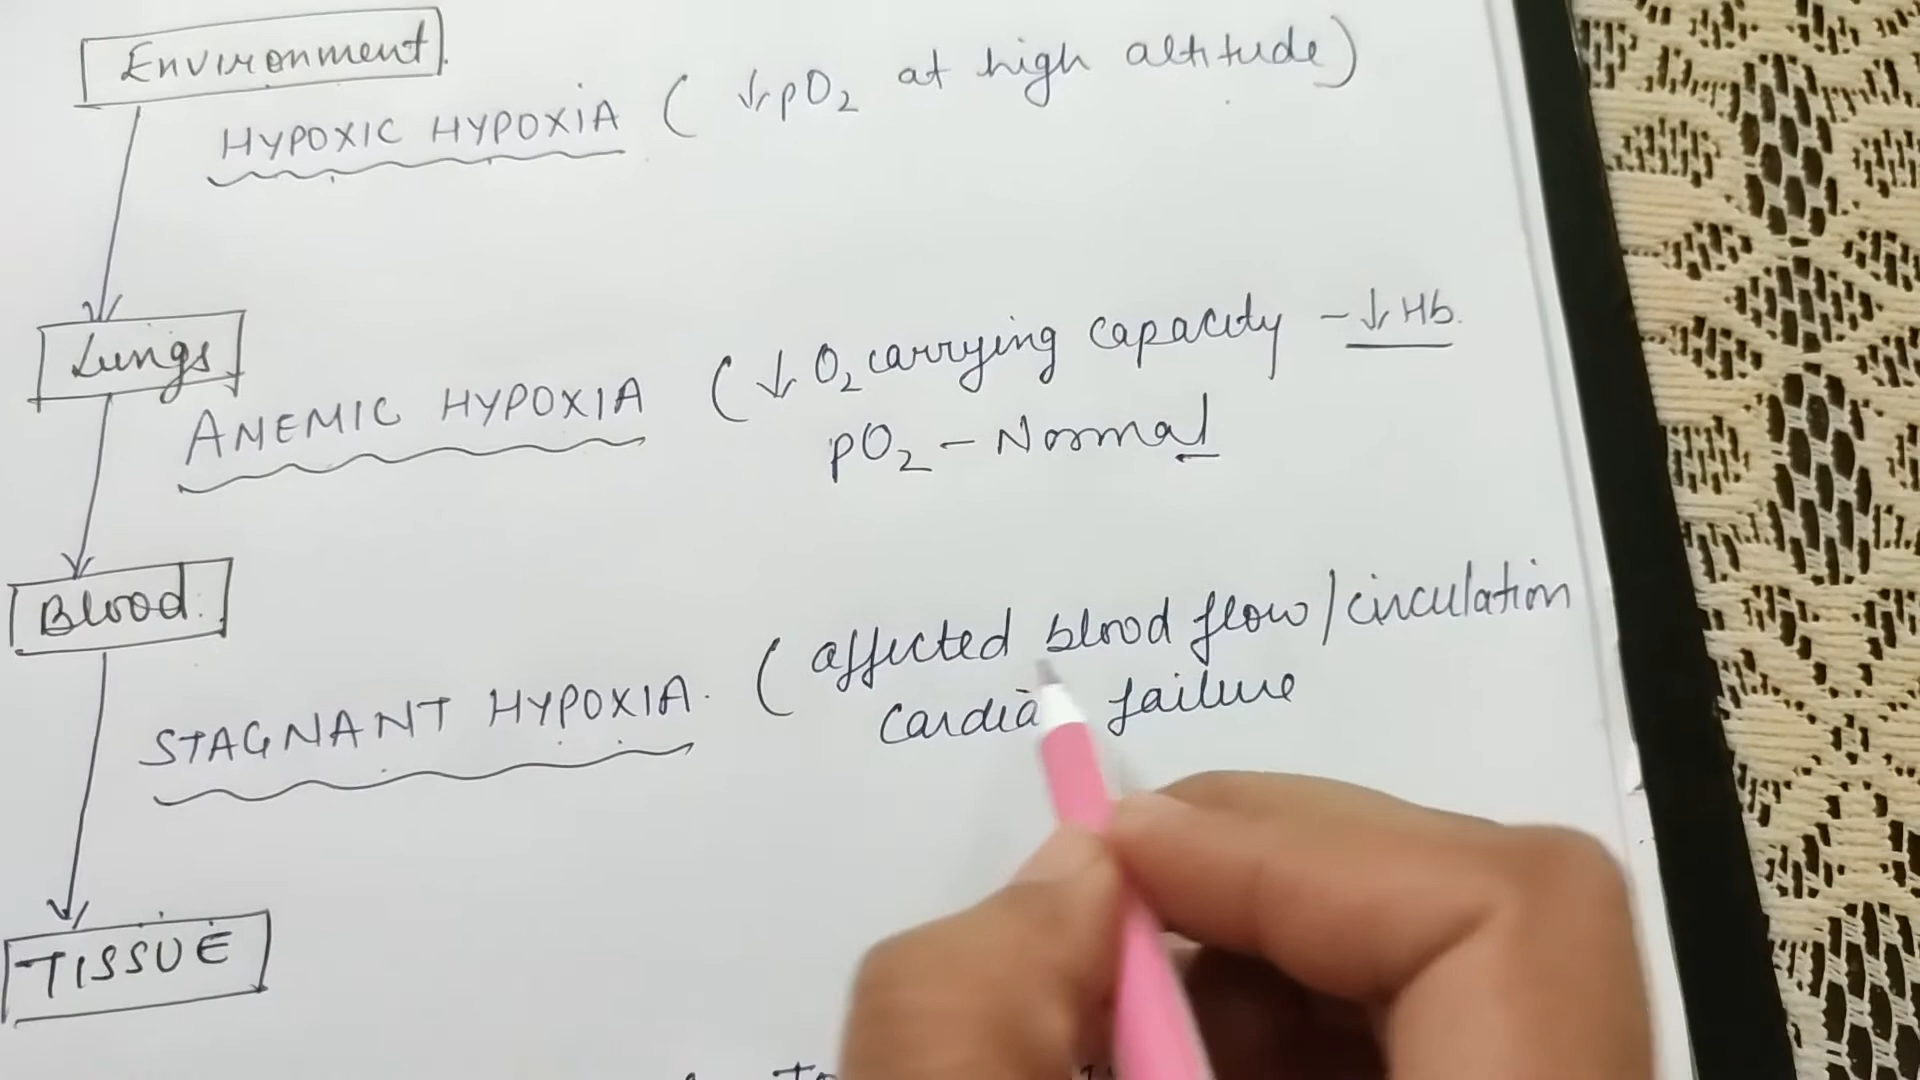 Environment.
HYPOXIC HYPOXIA ( ↓pO₂ at high altitude)
Lungs
ANEMIC HYPOXIA ( ↓ O₂ carrying capacity - ↓ Hb.
pO₂ - Normal
Blood.
STAGNANT HYPOXIA. ( affected blood flow / circulation
failure
TISSUE